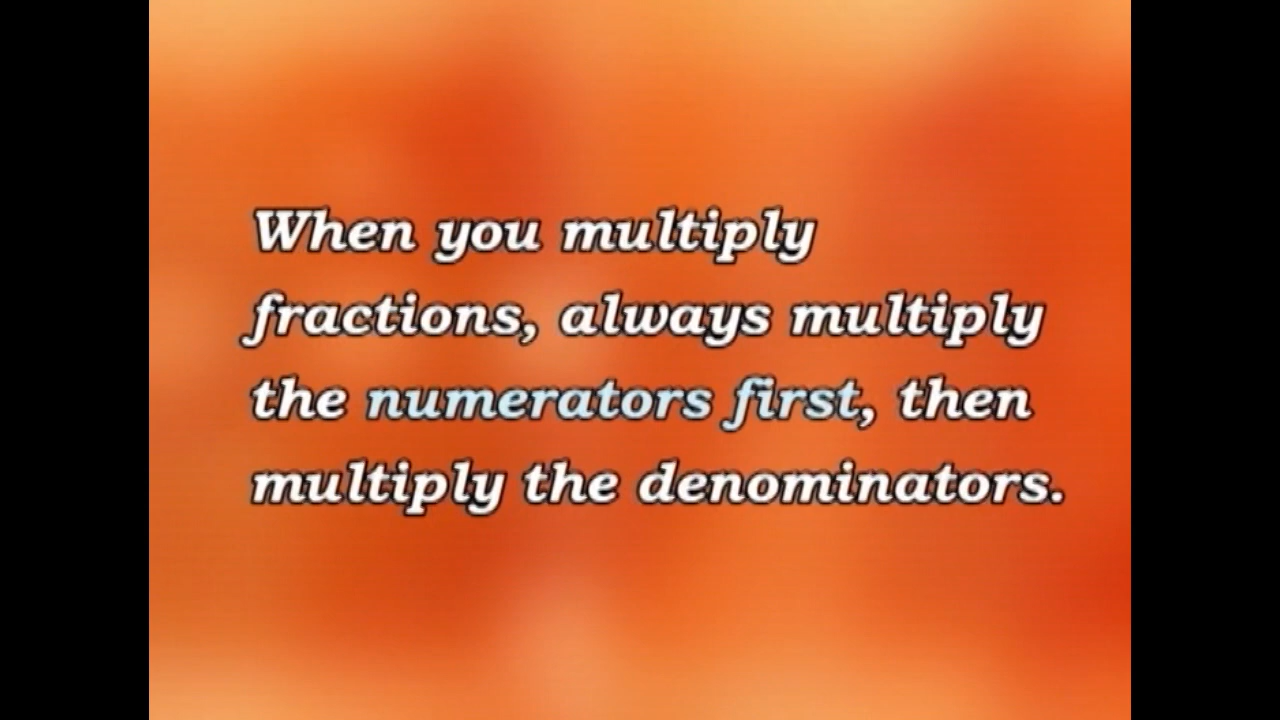 When you multiply
fractions, always multiply
the numerators first, then
multiply the denominators.